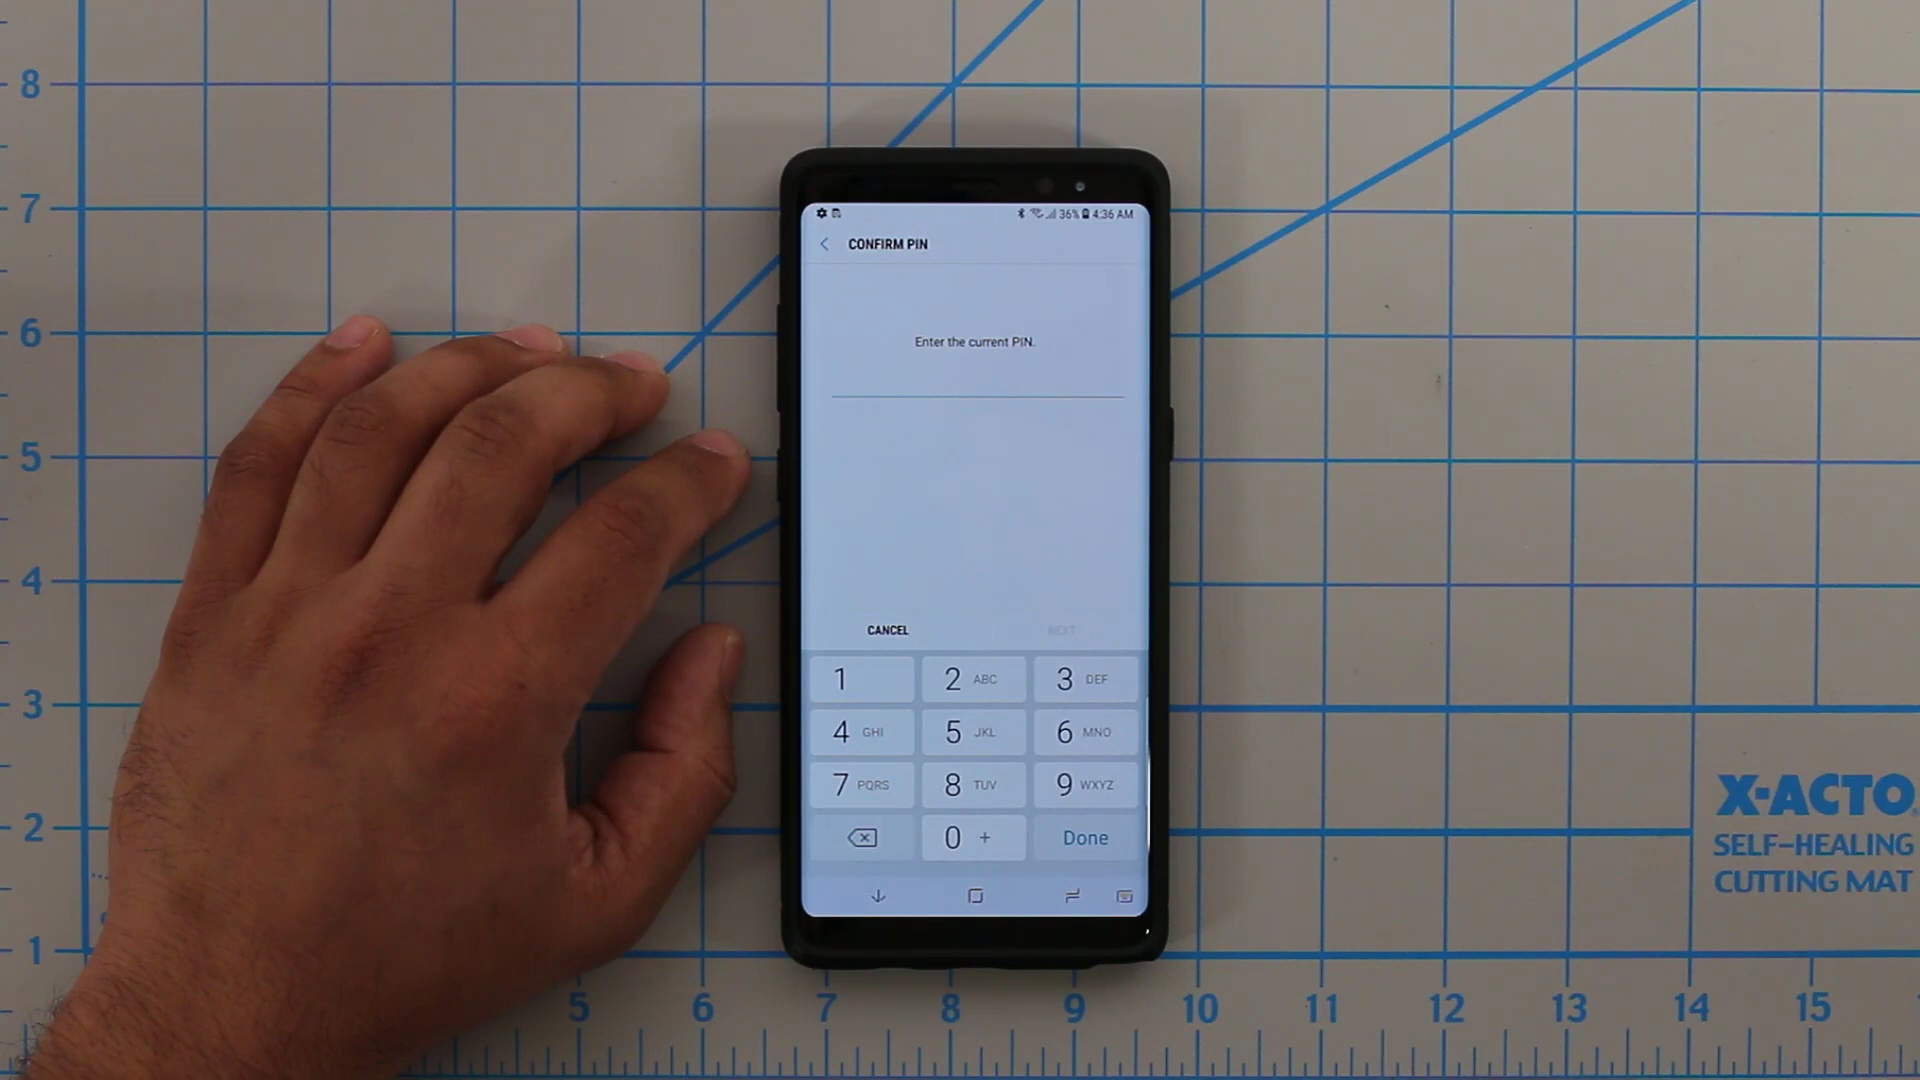 8
7
6
5
4
3
2
1
36% 4:36 AM
CONFIRM PIN
Enter the current PIN.
CANCEL NEXT
1 2 ABC 3 DEF
4 GHI 5 JKL 6 MNO
7 PQRS 8 TUV 9 WXYZ
0 + Done
X-ACTO
SELF-HEALING
CUTTING MAT
5 6 7 8 9 10 11 12 13 14 15